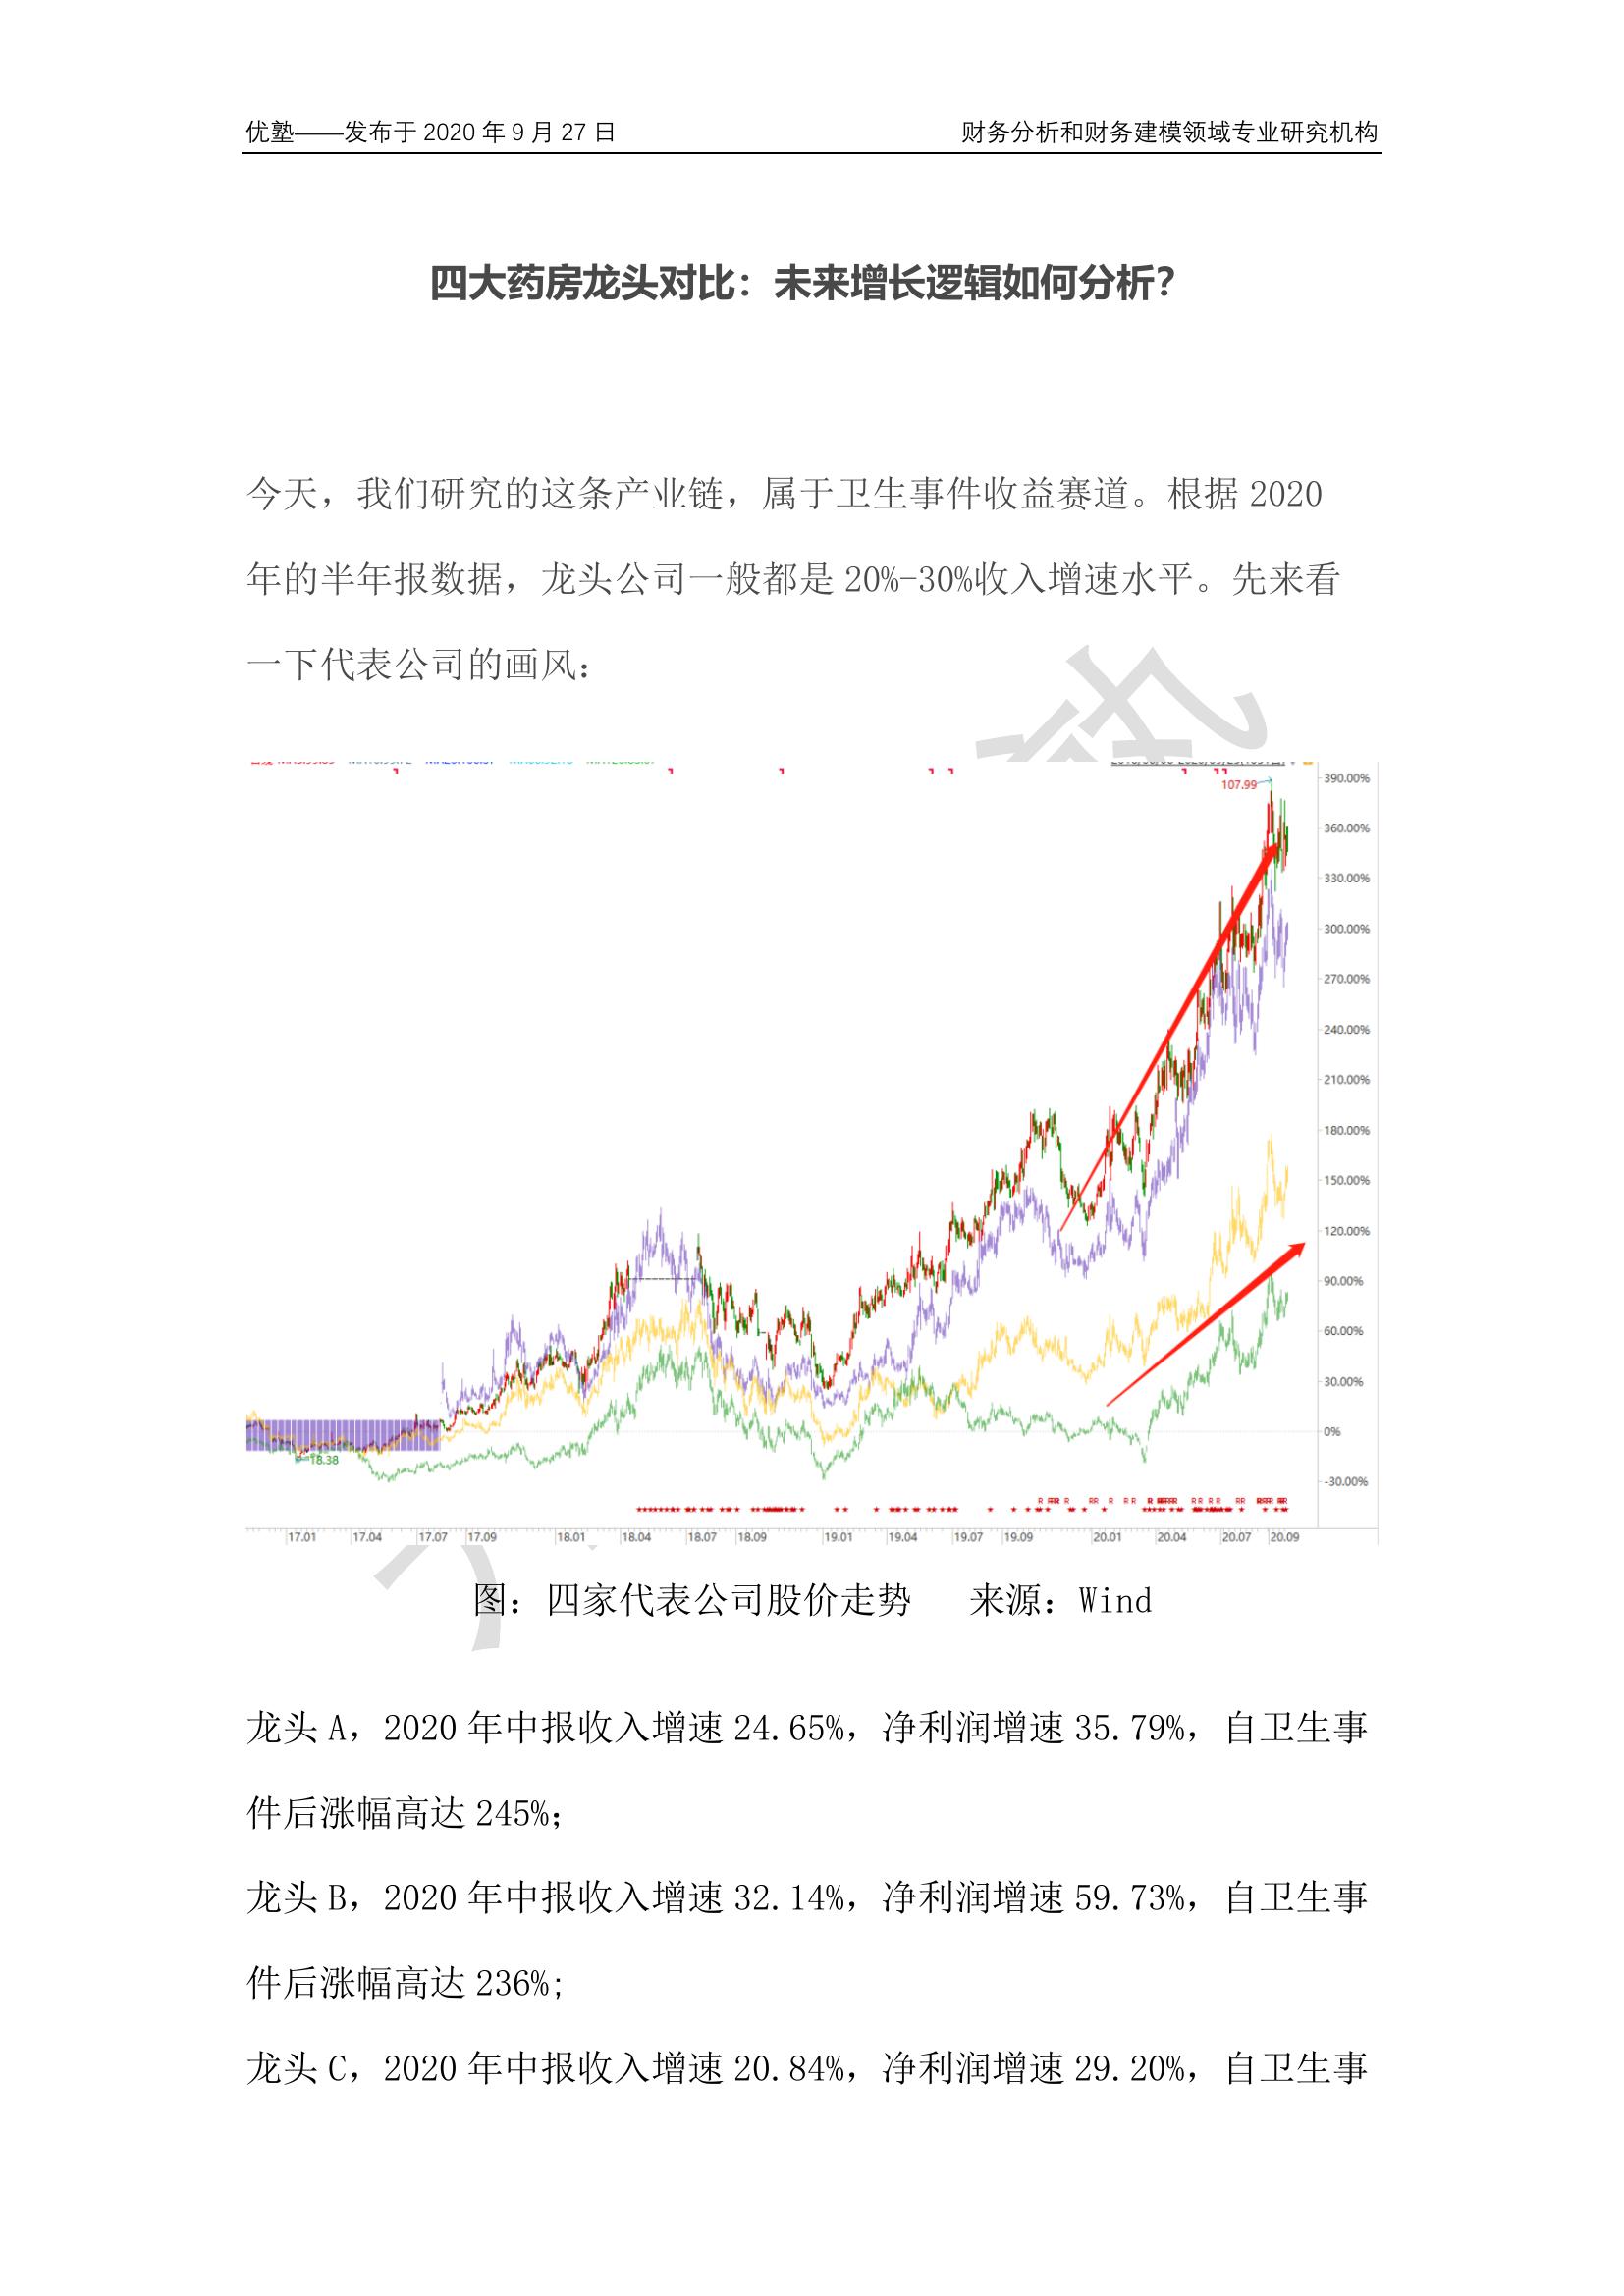 优塾——发布于 2020 年 9 月 27 日 财务分析和财务建模领域专业研究机构
四大药房龙头对比：未来增长逻辑如何分析？
今天，我们研究的这条产业链，属于卫生事件收益赛道。根据 2020
年的半年报数据，龙头公司一般都是 20%-30%收入增速水平。先来看
一下代表公司的画风：
107.99
390.00%
360.00%
330.00%
300.00%
270.00%
240.00%
210.00%
180.00%
150.00%
120.00%
90.00%
60.00%
30.00%
0%
-30.00%
18.38
17.01 17.04 17.07 17.09 18.01 18.04 18.07 18.09 19.01 19.04 19.07 19.09 20.01 20.04 20.07 20.09
图：四家代表公司股价走势 来源：Wind
龙头 A，2020 年中报收入增速 24.65%，净利润增速 35.79%，自卫生事
件后涨幅高达 245%；
龙头 B，2020 年中报收入增速 32.14%，净利润增速 59.73%，自卫生事
件后涨幅高达 236%;
龙头 C，2020 年中报收入增速 20.84%，净利润增速 29.20%，自卫生事